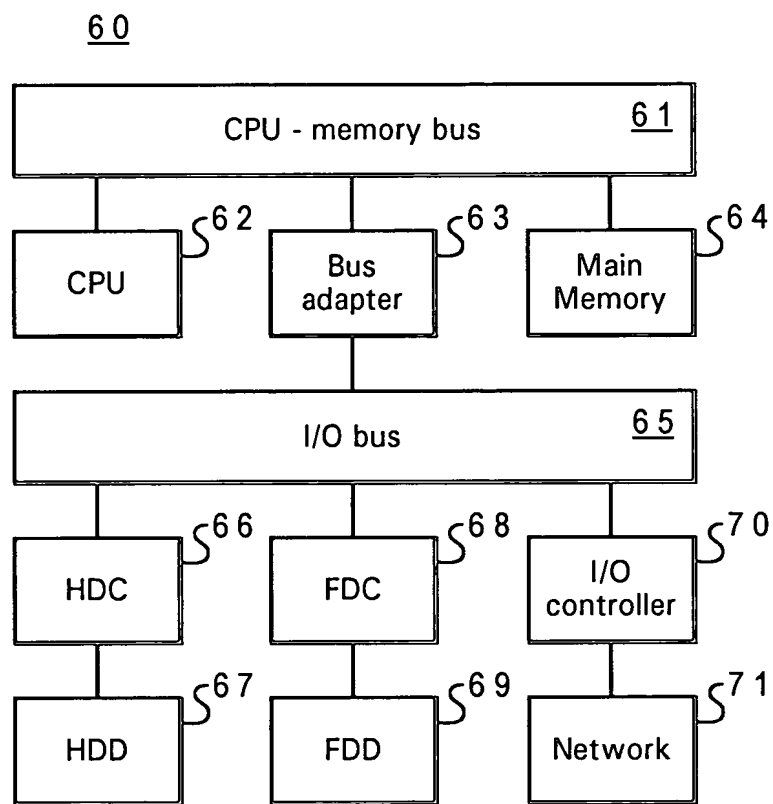 60
CPU - memory bus 61
62 63 64
CPU
Bus
adapter
Main
Memory
I/O bus 65
66 68 70
HDC
FDC
I/O
controller
67 69 71
HDD
FDD
Network